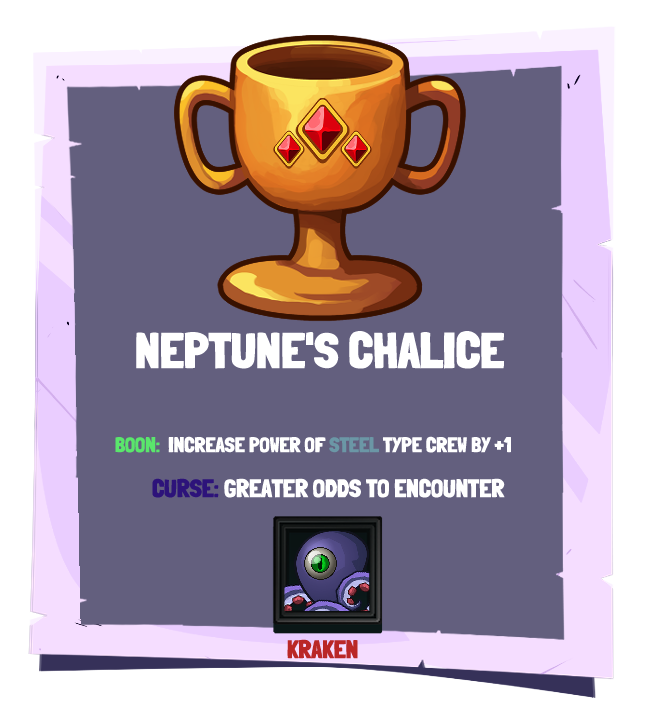 NEPTUNE'S CHALICE
BOON: INCREASE POWER OF STEEL TYPE CREW BY +1
CURSE: GREATER ODDS TO ENCOUNTER
KRAKEN